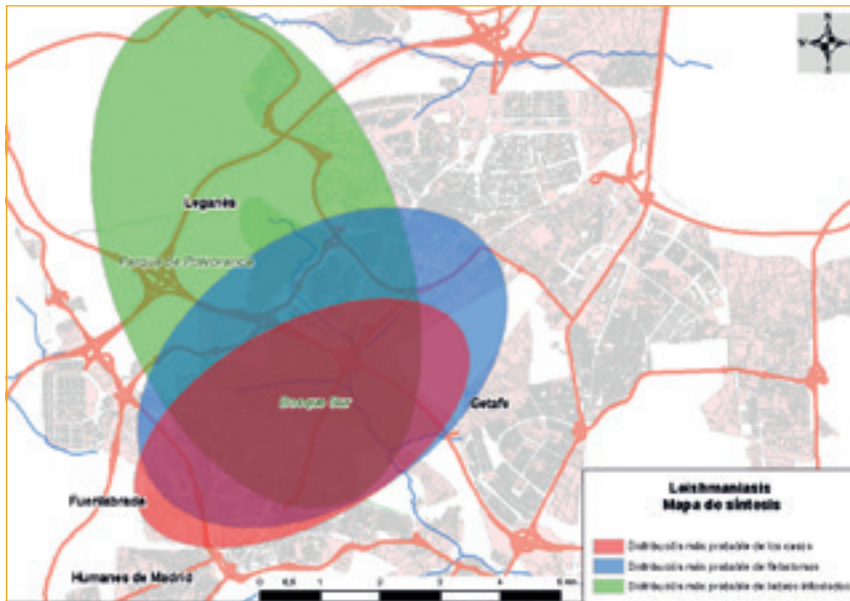 N
S
Leganés
Parque de Polvoranca
Bosque Sur
Getafe
Fuenlabrada
Humanes de Madrid
Leishmaniasis
Mapa de síntesis
Distribución más probable de los casos
Distribución más probable de flebotomos
Distribución más probable de liebres infectadas
0 0,5 1 2 3 4 5